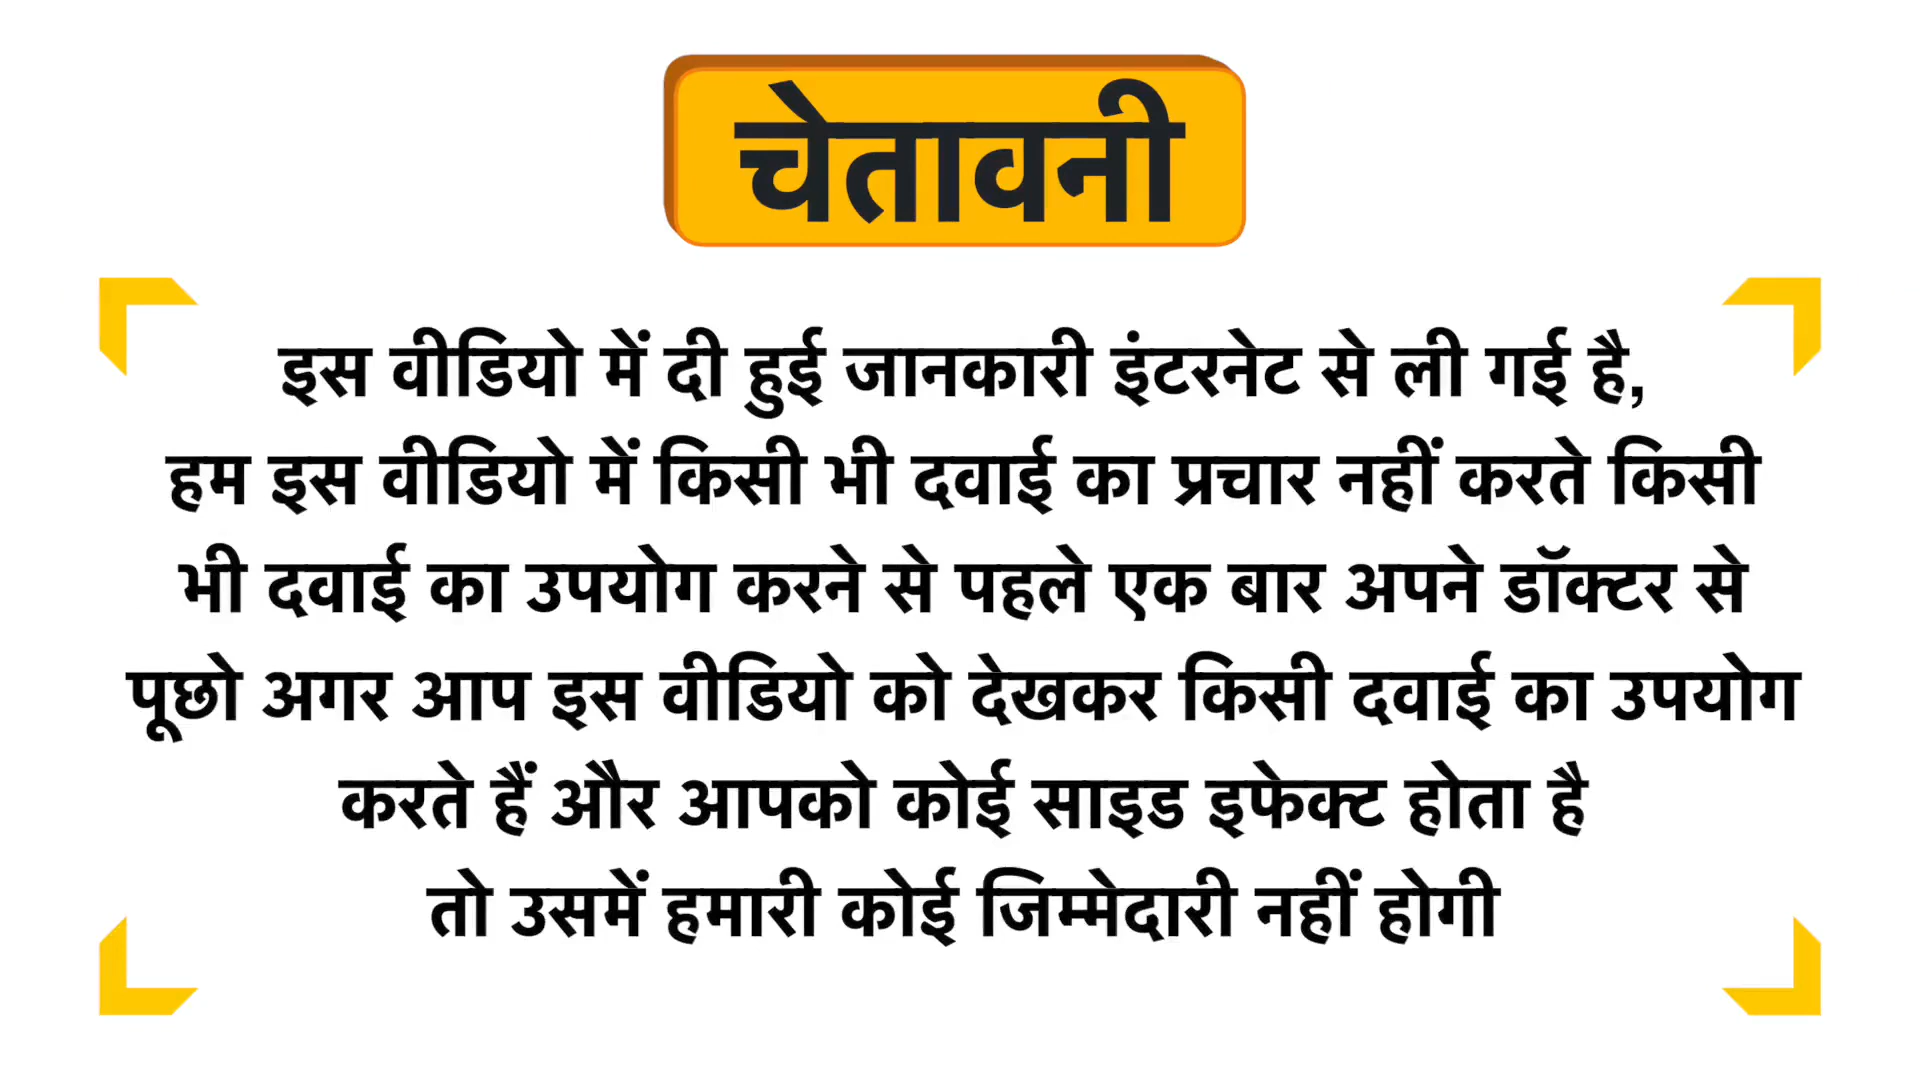 चेतावनी
इस वीडियो में दी हुई जानकारी इंटरनेट से ली गई है,
हम इस वीडियो में किसी भी दवाई का प्रचार नहीं करते किसी
भी दवाई का उपयोग करने से पहले एक बार अपने डॉक्टर से
पूछो अगर आप इस वीडियो को देखकर किसी दवाई का उपयोग
करते हैं और आपको कोई साइड इफेक्ट होता है
तो उसमें हमारी कोई जिम्मेदारी नहीं होगी